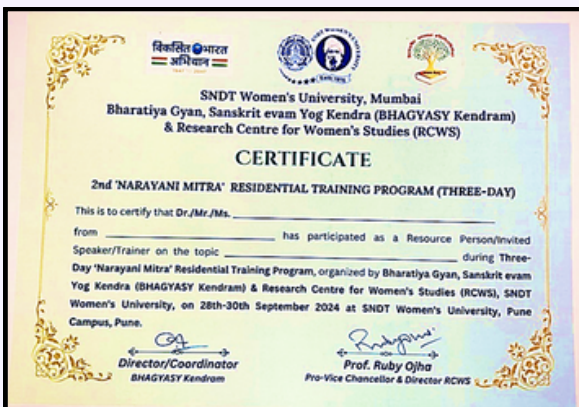 विकसित भारत
अभियान
SNDT WOMEN'S UNIVERSITY
SNDT Women's University, Mumbai
Bharatiya Gyan, Sanskrit evam Yog Kendra (BHAGYASY Kendram)
& Research Centre for Women's Studies (RCWS)
CERTIFICATE
2nd 'NARAYANI MITRA' RESIDENTIAL TRAINING PROGRAM (THREE-DAY)
This is to certify that Dr./Mr./Ms.
from has participated as a Resource Person/Invited
Speaker/Trainer on the topic during Three-
Day 'Narayani Mitra' Residential Training Program, organized by Bharatiya Gyan, Sanskrit evam
Yog Kendra (BHAGYASY Kendram) & Research Centre for Women's Studies (RCWS), SNDT
Women's University, on 28th-30th September 2024 at SNDT Women's University, Pune
Campus, Pune.
Director/Coordinator
BHAGYASY Kendram
Prof. Ruby Ojha
Pro-Vice Chancellor & Director RCWS